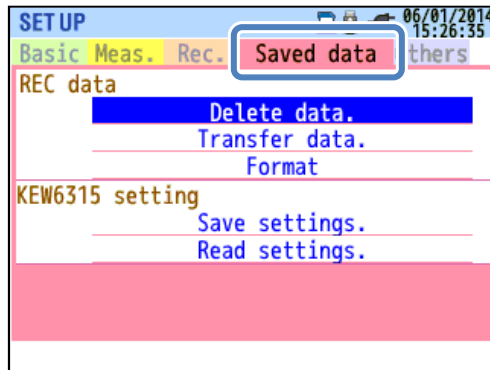 SET UP 06/01/2014
15:26:35
Basic Meas. Rec. Saved data thers
REC data
Delete data.
Transfer data.
Format
KEW6315 setting
Save settings.
Read settings.